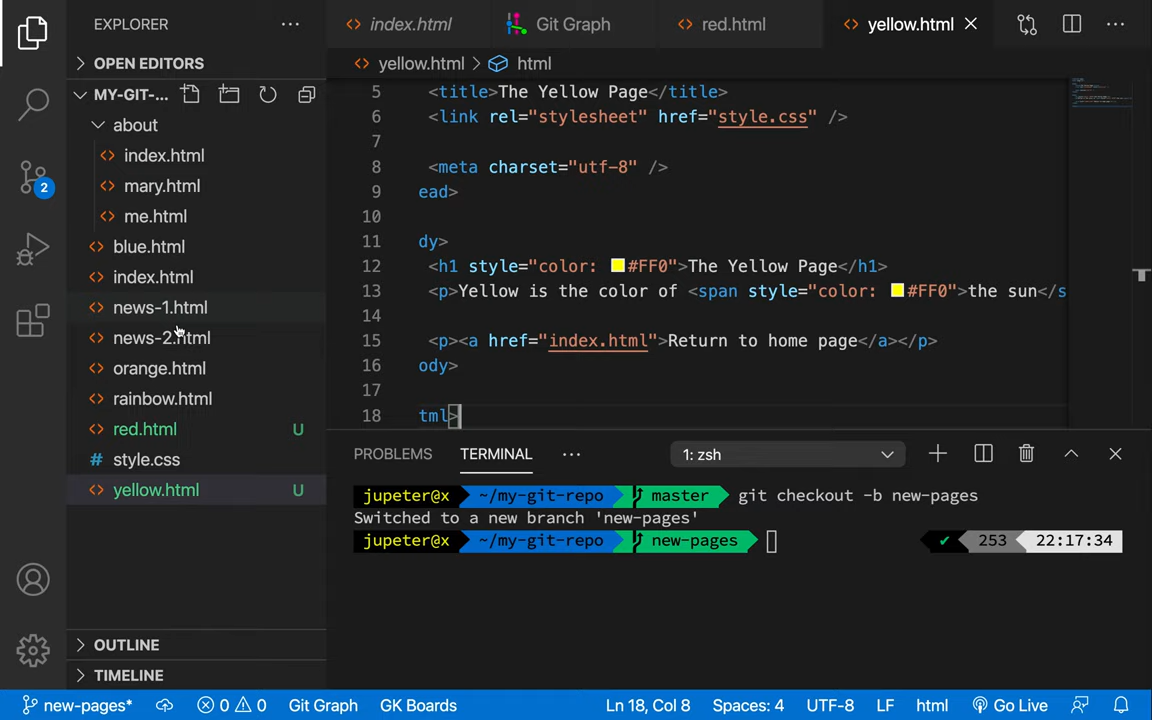 EXPLORER
index.html
Git Graph
red.html
yellow.html
OPEN EDITORS
MY-GIT-...
about
index.html
mary.html
me.html
blue.html
index.html
news-1.html
news-2.html
orange.html
rainbow.html
red.html U
style.css
yellow.html U
OUTLINE
TIMELINE
2
yellow.html > html
5 <title>The Yellow Page</title>
6 <link rel="stylesheet" href="style.css" />
7
8 <meta charset="utf-8" />
9 ead>
10
11 dy>
12 <h1 style="color: #FF0">The Yellow Page</h1>
13 <p>Yellow is the color of <span style="color: #FF0">the sun</s
14
15 <p><a href="index.html">Return to home page</a></p>
16 ody>
17
18 tml>
PROBLEMS TERMINAL ... 1: zsh
jupeter@x ~/my-git-repo master git checkout -b new-pages
Switched to a new branch 'new-pages'
jupeter@x ~/my-git-repo new-pages ✔ 253 22:17:34
new-pages* 0 0 Git Graph GK Boards Ln 18, Col 8 Spaces: 4 UTF-8 LF html Go Live